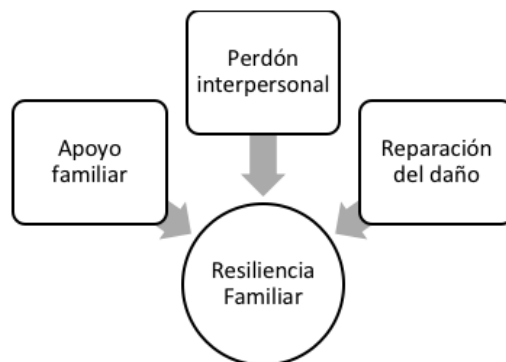 Perdón
interpersonal
Apoyo
familiar
Reparación
del daño
Resiliencia
Familiar